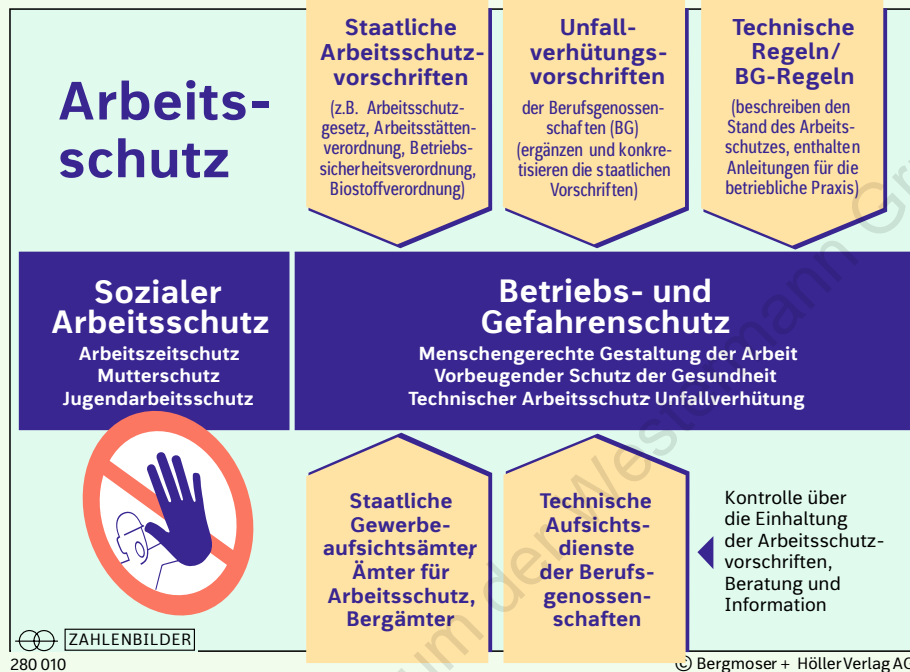 Arbeits-
schutz
Staatliche
Arbeitsschutz-
vorschriften
(z.B. Arbeitsschutz-
gesetz, Arbeitsstätten-
verordnung, Betriebs-
sicherheitsverordnung,
Biostoffverordnung)
Unfall-
verhütungs-
vorschriften
der Berufsgenossen-
schaften (BG)
(ergänzen und konkre-
tisieren die staatlichen
Vorschriften)
Technische
Regeln/
BG-Regeln
(beschreiben den
Stand des Arbeits-
schutzes, enthalten
Anleitungen für die
betriebliche Praxis)
Sozialer
Arbeitsschutz
Arbeitszeitschutz
Mutterschutz
Jugendarbeitsschutz
Betriebs- und
Gefahrenschutz
Menschengerechte Gestaltung der Arbeit
Vorbeugender Schutz der Gesundheit
Technischer Arbeitsschutz Unfallverhütung
Staatliche
Gewerbe-
aufsichtsämter,
Ämter für
Arbeitsschutz,
Bergämter
Technische
Aufsichts-
dienste
der Berufs-
genossen-
schaften
Kontrolle über
die Einhaltung
der Arbeitsschutz-
vorschriften,
Beratung und
Information
ZAHLENBILDER
280 010
© Bergmoser + Höller Verlag AG
der Westermann